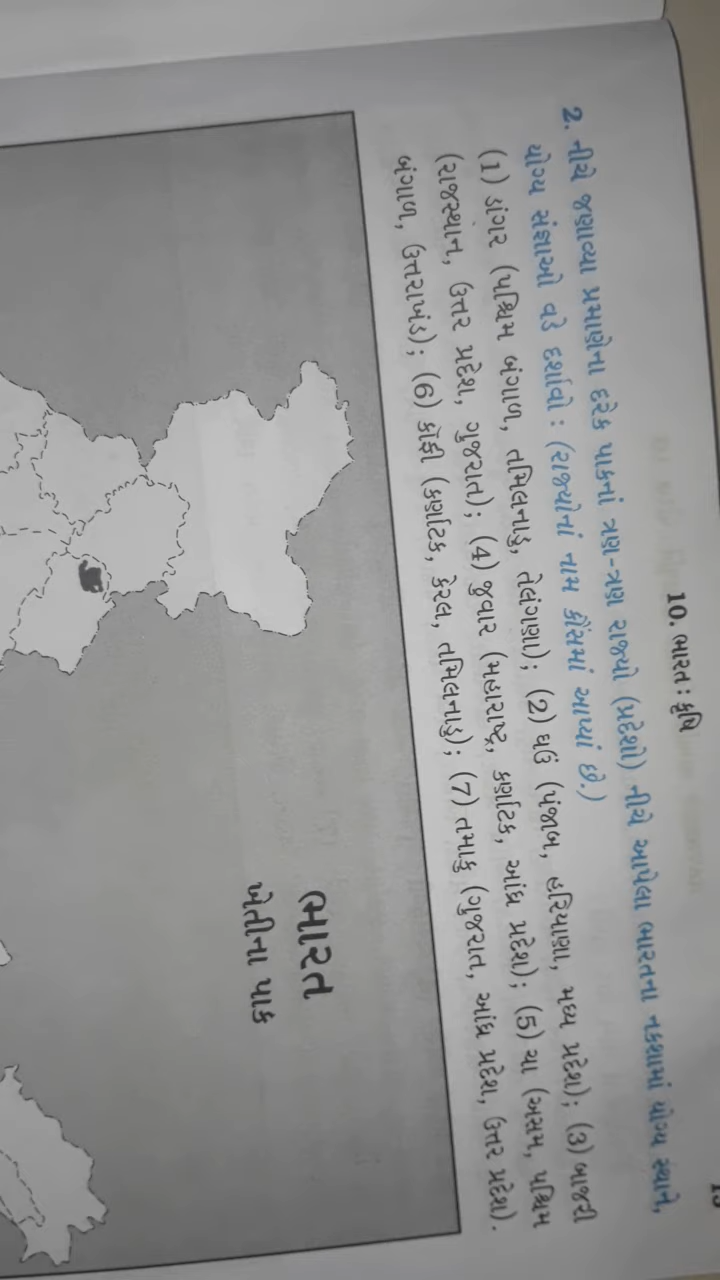 10. ભારત : કૃષિ
2. નીચે જણાવ્યા પ્રમાણેના દરેક પાકનાં ત્રણ-ત્રણ રાજ્યો (પ્રદેશો) નીચે આપેલા ભારતના નકશામાં યોગ્ય સ્થાને,
યોગ્ય સંજ્ઞાઓ વડે દર્શાવો : (રાજ્યોનાં નામ કૌંસમાં આપ્યાં છે.)
(1) ડાંગર (પશ્ચિમ બંગાળ, તમિલનાડુ, તેલંગણા); (2) ઘઉં (પંજાબ, હરિયાણા, મધ્ય પ્રદેશ); (3) બાજરી
(રાજસ્થાન, ઉત્તર પ્રદેશ, ગુજરાત); (4) જુવાર (મહારાષ્ટ્ર, કર્ણાટક, આંધ્ર પ્રદેશ); (5) ચા (અસમ, પશ્ચિમ
બંગાળ, ઉત્તરાખંડ); (6) કૉફી (કર્ણાટક, કેરલ, તમિલનાડુ); (7) તમાકુ (ગુજરાત, આંધ્ર પ્રદેશ, ઉત્તર પ્રદેશ).
ભારત
ખેતીના પાક